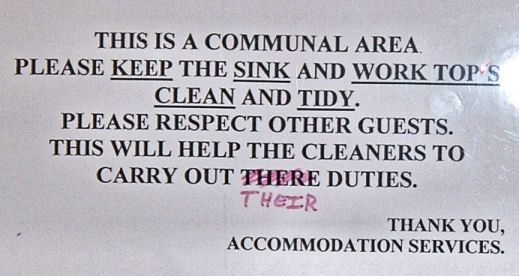 THIS IS A COMMUNAL AREA.
PLEASE KEEP THE SINK AND WORK TOP'S
CLEAN AND TIDY.
PLEASE RESPECT OTHER GUESTS.
THIS WILL HELP THE CLEANERS TO
CARRY OUT THERE DUTIES.
THEIR
THANK YOU,
ACCOMMODATION SERVICES.